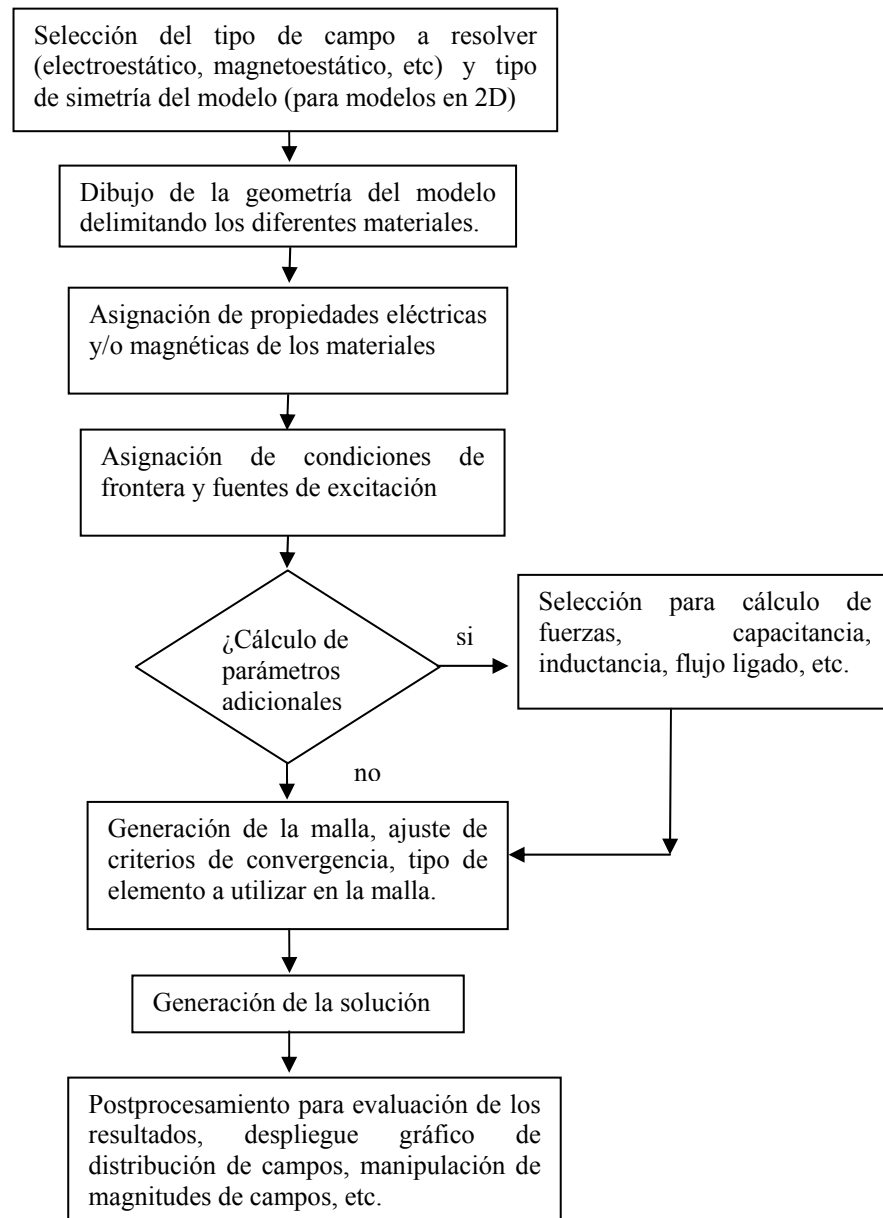 Selección del tipo de campo a resolver
(electroestático, magnetoestático, etc) y tipo
de simetría del modelo (para modelos en 2D)
Dibujo de la geometría del modelo
delimitando los diferentes materiales.
Asignación de propiedades eléctricas
y/o magnéticas de los materiales
Asignación de condiciones de
frontera y fuentes de excitación
¿Cálculo de
parámetros
adicionales
si
Selección para cálculo de
fuerzas, capacitancia,
inductancia, flujo ligado, etc.
no
Generación de la malla, ajuste de
criterios de convergencia, tipo de
elemento a utilizar en la malla.
Generación de la solución
Postprocesamiento para evaluación de los
resultados, despliegue gráfico de
distribución de campos, manipulación de
magnitudes de campos, etc.